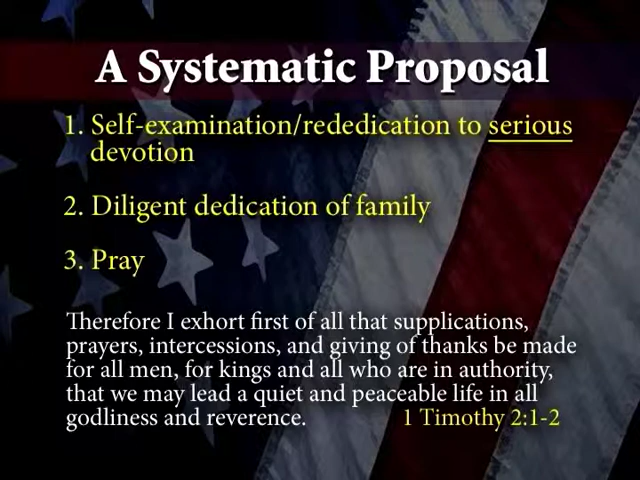 A Systematic Proposal
1. Self-examination/rededication to serious
devotion
2. Diligent dedication of family
3. Pray
Therefore I exhort first of all that supplications,
prayers, intercessions, and giving of thanks be made
for all men, for kings and all who are in authority,
that we may lead a quiet and peaceable life in all
godliness and reverence. 1 Timothy 2:1-2